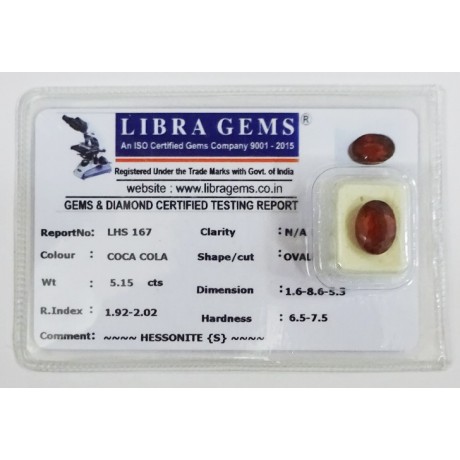 LIBRA GEMS ®
An ISO Certified Gems Company 9001 - 2015
Registered Under the Trade Marks with Govt. of India
website : www.libragems.co.in
GEMS & DIAMOND CERTIFIED TESTING REPORT
ReportNo: LHS 167 Clarity : N/A
Colour : COCA COLA Shape/cut : OVAL
Wt : 5.15 cts Dimension : 1.6-8.6-5.3
R.Index : 1.92-2.02 Hardness : 6.5-7.5
Comment: ~~~~ HESSONITE {S} ~~~~